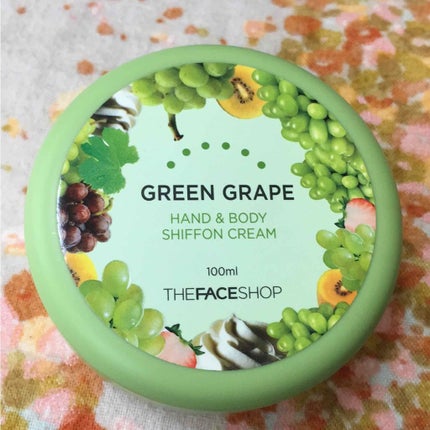 GREEN GRAPE
HAND & BODY
SHIFFON CREAM
100ml
THEFACESHOP